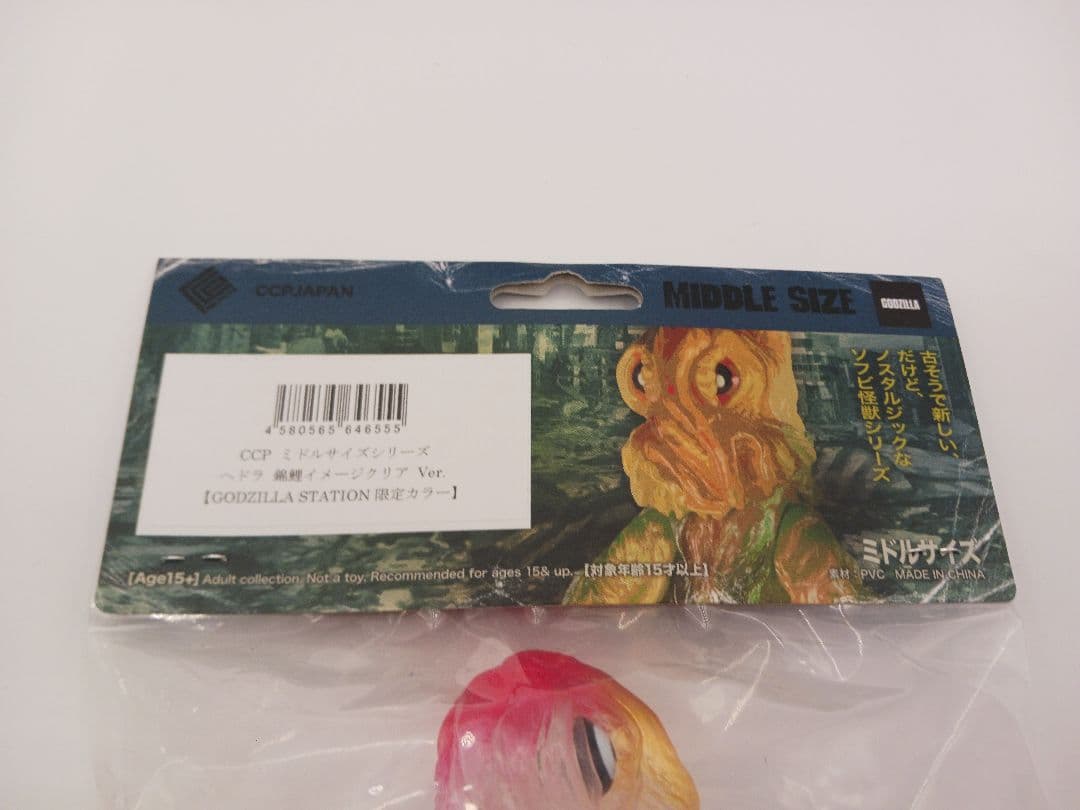 CCPJAPAN
MIDDLE SIZE
GODZILLA
4 580565 646555
CCP ミドルサイズシリーズ
ヘドラ 錦鯉イメージクリア Ver.
【GODZILLA STATION 限定カラー】
古そうで新しい、
だけど、
ノスタルジックな
ソフビ怪獣シリーズ
ミドルサイズ
[Age15+] Adult collection. Not a toy. Recommended for ages 15& up. 【対象年齢15才以上】
素材：PVC MADE IN CHINA